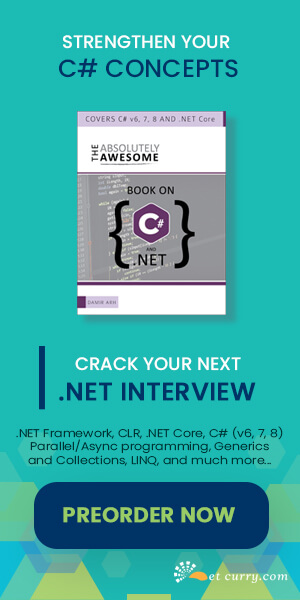 STRENGTHEN YOUR
C# CONCEPTS
COVERS C# v6, 7, 8 AND .NET Core
THE ABSOLUTELY
AWESOME
BOOK ON
{ C# }
AND
.NET
DAMIR ARH
CRACK YOUR NEXT
.NET INTERVIEW
.NET Framework, CLR, .NET Core, C# (v6, 7, 8)
Parallel/Async programming, Generics
and Collections, LINQ, and much more...
PREORDER NOW
et curry.com